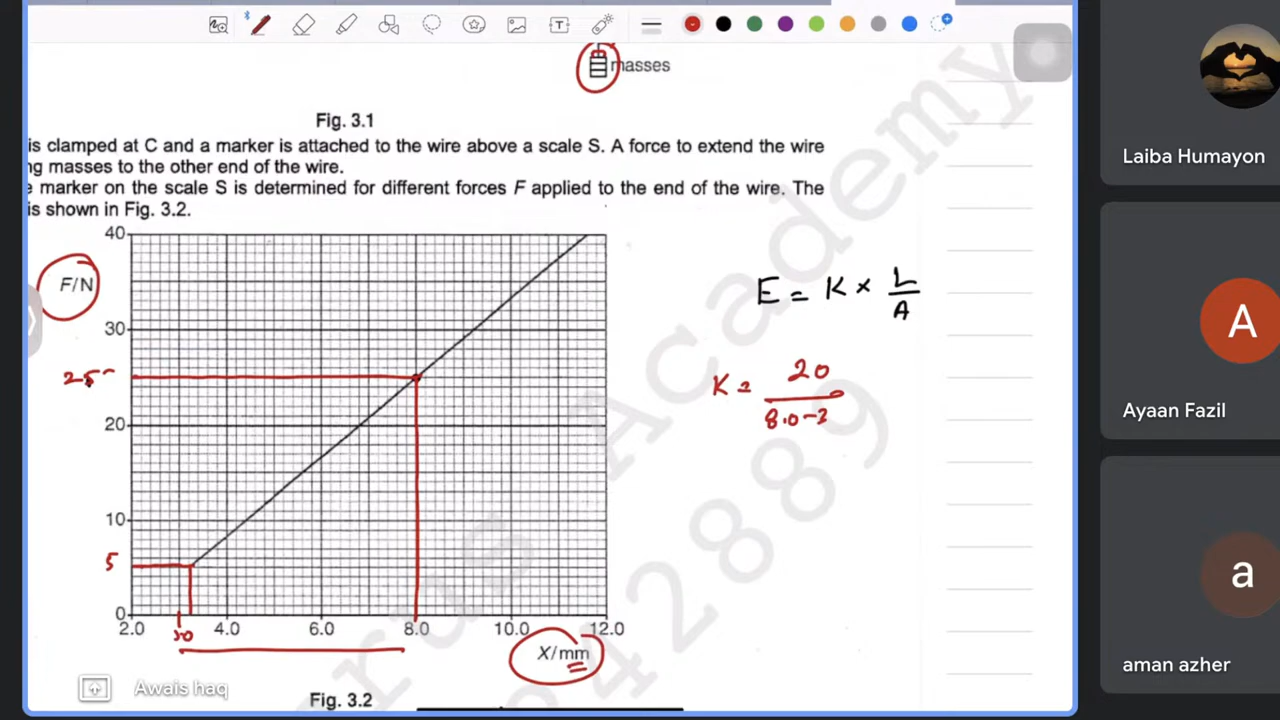 masses
Fig. 3.1
is clamped at C and a marker is attached to the wire above a scale S. A force to extend the wire
ng masses to the other end of the wire.
e marker on the scale S is determined for different forces F applied to the end of the wire. The
is shown in Fig. 3.2.
40
F/N
30
25
20
10
5
0
2.0 4.0 6.0 8.0 10.0 12.0
30
X/mm
Fig. 3.2
E = K × L/A
K = 20/8.0-3
Academy
4289
Awais haq
Laiba Humayon
A
Ayaan Fazil
a
aman azher
T